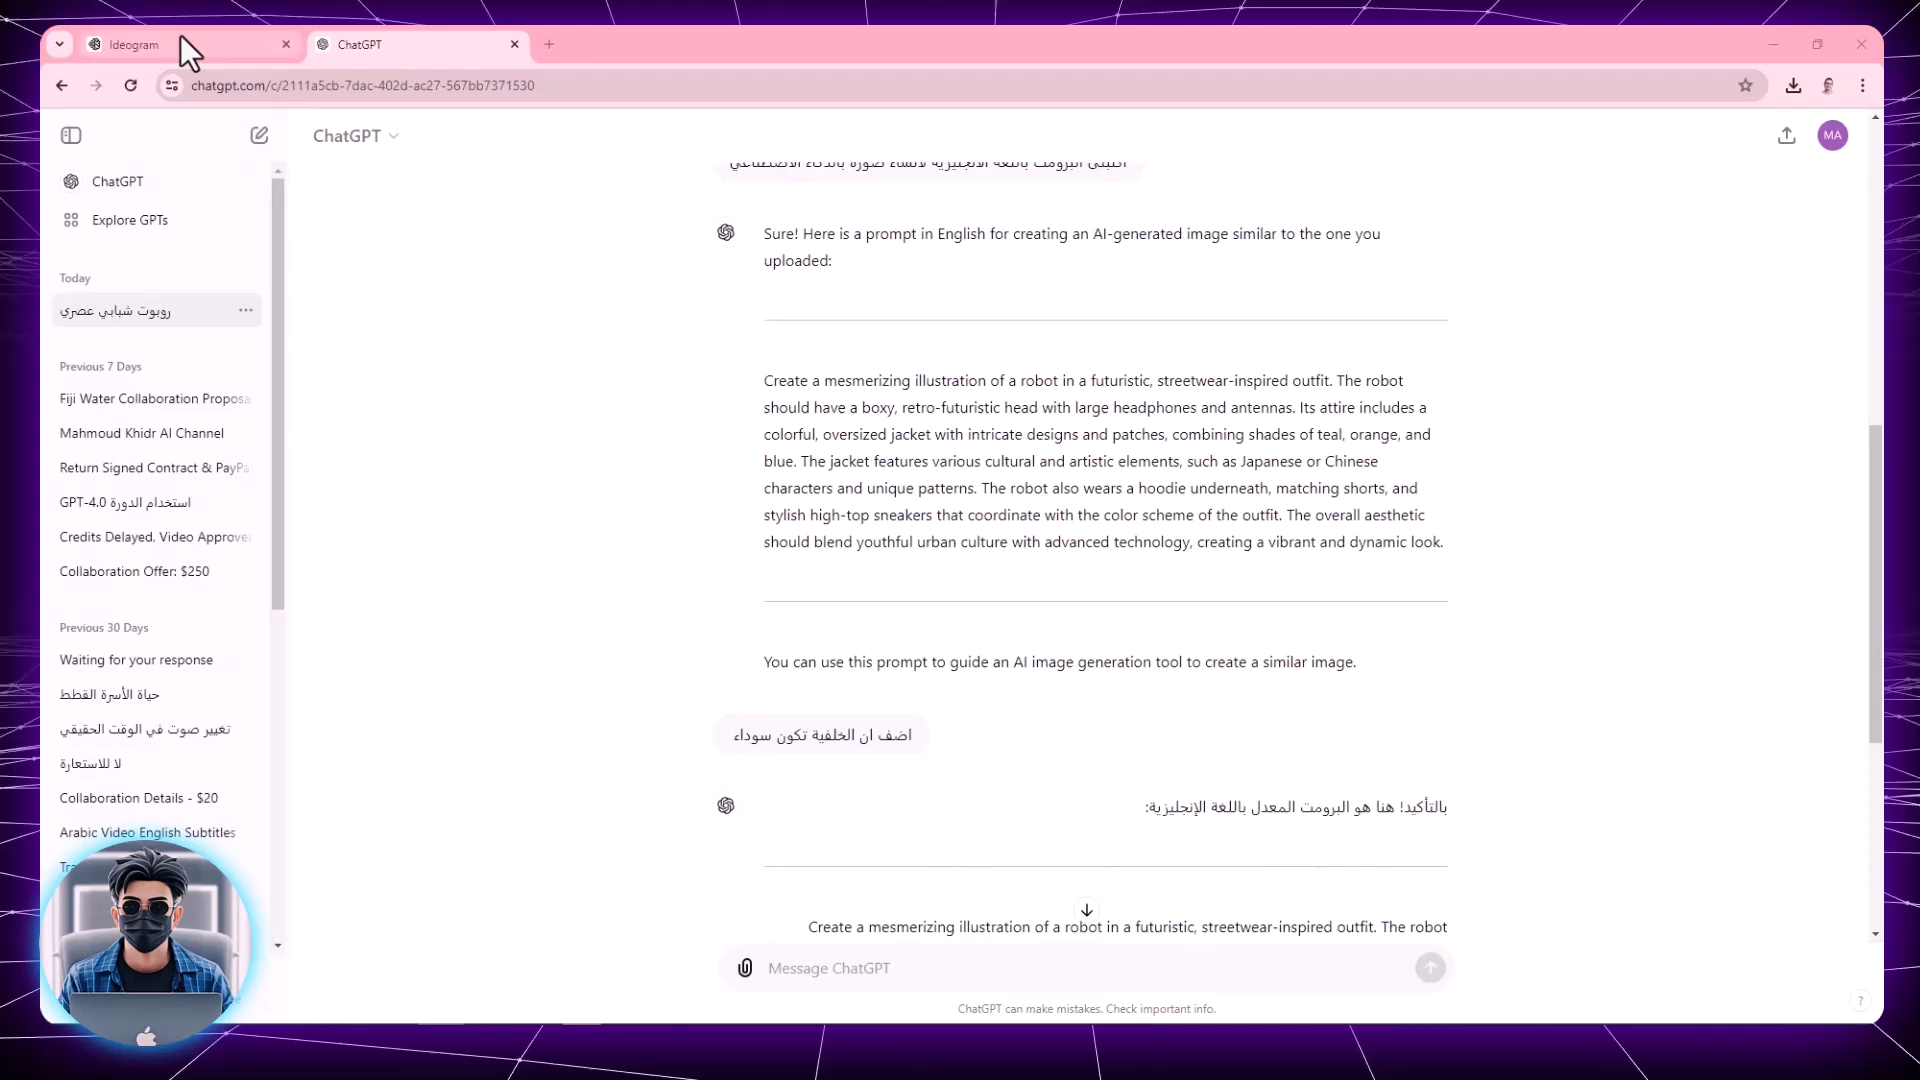 Ideogram
ChatGPT
chatgpt.com/c/2111a5cb-7dac-402d-ac27-567bb7371530
ChatGPT
MA
ChatGPT
Explore GPTs
Today
روبوت شبابي عصري
Previous 7 Days
Fiji Water Collaboration Proposa
Mahmoud Khidr AI Channel
Return Signed Contract & PayPa
استخدام الدورة GPT-4.0
Credits Delayed, Video Approved
Collaboration Offer: $250
Previous 30 Days
Waiting for your response
حياة الأسرة القطط
تغيير صوت في الوقت الحقيقي
لا للاستعارة
Collaboration Details - $20
Arabic Video English Subtitles
البرومت باللغة الانجليزية لانشاء صورة بالذكاء الاصطناعي
Sure! Here is a prompt in English for creating an AI-generated image similar to the one you
uploaded:
Create a mesmerizing illustration of a robot in a futuristic, streetwear-inspired outfit. The robot
should have a boxy, retro-futuristic head with large headphones and antennas. Its attire includes a
colorful, oversized jacket with intricate designs and patches, combining shades of teal, orange, and
blue. The jacket features various cultural and artistic elements, such as Japanese or Chinese
characters and unique patterns. The robot also wears a hoodie underneath, matching shorts, and
stylish high-top sneakers that coordinate with the color scheme of the outfit. The overall aesthetic
should blend youthful urban culture with advanced technology, creating a vibrant and dynamic look.
You can use this prompt to guide an AI image generation tool to create a similar image.
اضف ان الخلفية تكون سوداء
بالتأكيد! هنا هو البرومت المعدل باللغة الإنجليزية:
Create a mesmerizing illustration of a robot in a futuristic, streetwear-inspired outfit. The robot
Message ChatGPT
ChatGPT can make mistakes. Check important info.
?